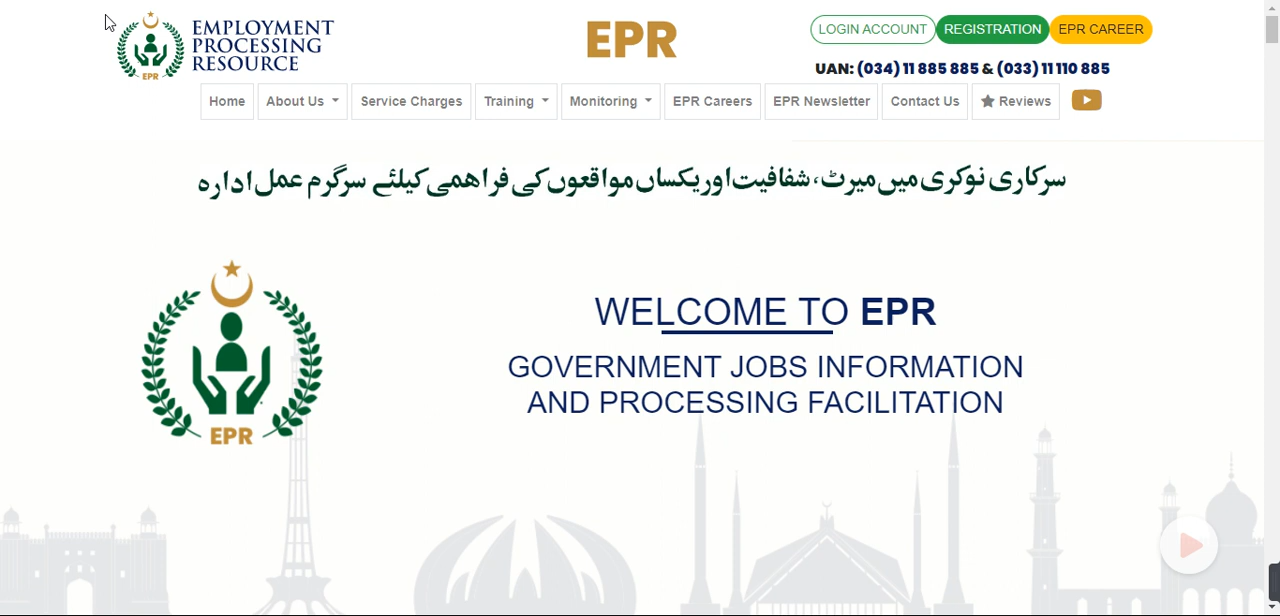 EMPLOYMENT
PROCESSING
RESOURCE
EPR
EPR
LOGIN ACCOUNT
REGISTRATION
EPR CAREER
UAN: (034) 11 885 885 & (033) 11 110 885
Home
About Us
Service Charges
Training
Monitoring
EPR Careers
EPR Newsletter
Contact Us
Reviews
سرکاری نوکری میں میرٹ، شفافیت اور یکساں مواقعوں کی فراہمی کیلئے سرگرم عمل ادارہ
EPR
WELCOME TO EPR
GOVERNMENT JOBS INFORMATION
AND PROCESSING FACILITATION